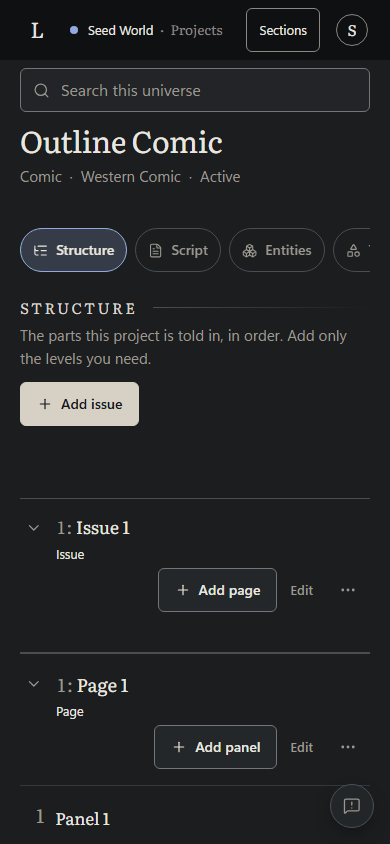 L Seed World · Projects Sections S
Search this universe
Outline Comic
Comic · Western Comic · Active
Structure Script Entities
STRUCTURE
The parts this project is told in, in order. Add only
the levels you need.
+ Add issue
1: Issue 1
Issue
+ Add page Edit ···
1: Page 1
Page
+ Add panel Edit ···
1 Panel 1